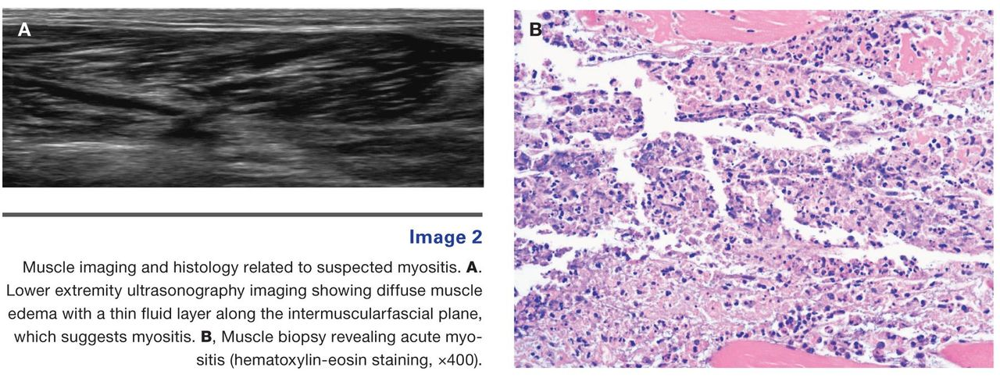 A
B
Image 2
Muscle imaging and histology related to suspected myositis. A.
Lower extremity ultrasonography imaging showing diffuse muscle
edema with a thin fluid layer along the intermuscularfascial plane,
which suggests myositis. B, Muscle biopsy revealing acute myo-
sitis (hematoxylin-eosin staining, ×400).